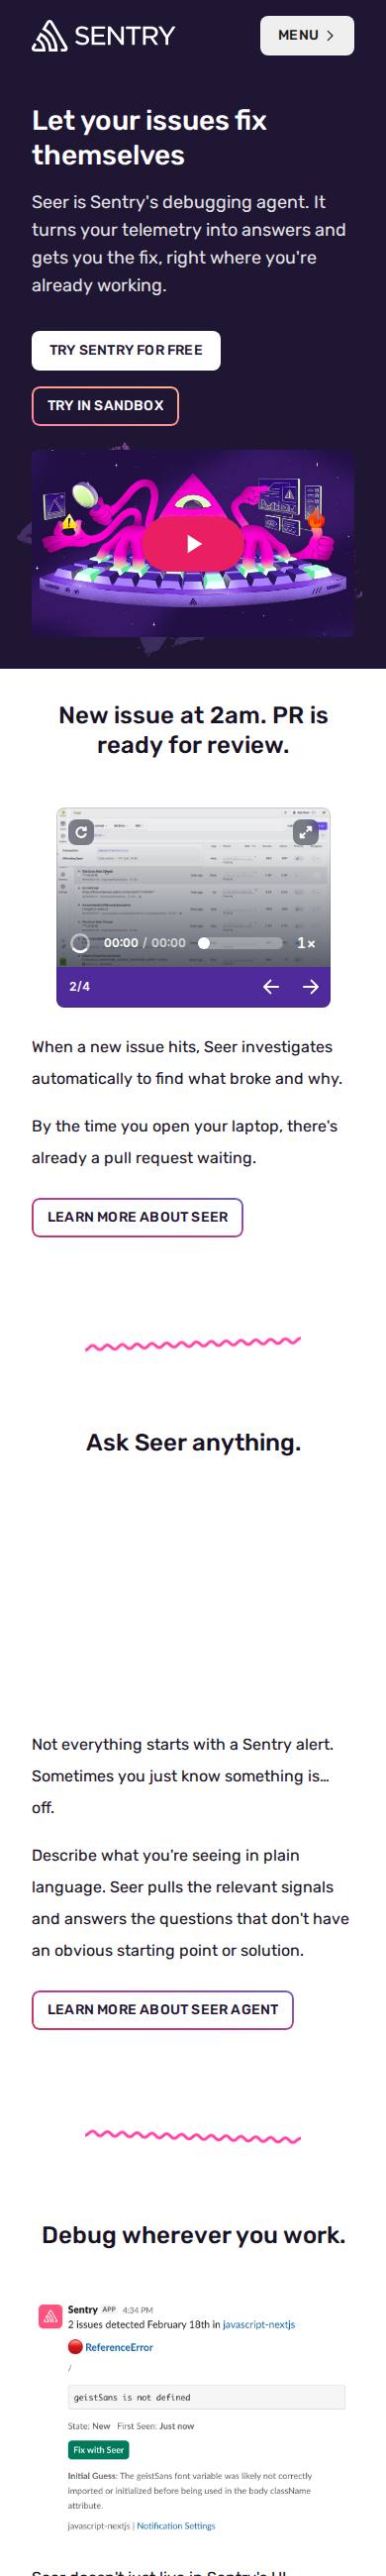 SENTRY
MENU
Let your issues fix
themselves
Seer is Sentry's debugging agent. It
turns your telemetry into answers and
gets you the fix, right where you're
already working.
TRY SENTRY FOR FREE
TRY IN SANDBOX
New issue at 2am. PR is
ready for review.
00:00 / 00:00
1×
2/4
When a new issue hits, Seer investigates
automatically to find what broke and why.
By the time you open your laptop, there's
already a pull request waiting.
LEARN MORE ABOUT SEER
Ask Seer anything.
Not everything starts with a Sentry alert.
Sometimes you just know something is…
off.
Describe what you're seeing in plain
language. Seer pulls the relevant signals
and answers the questions that don't have
an obvious starting point or solution.
LEARN MORE ABOUT SEER AGENT
Debug wherever you work.
Sentry APP 4:34 PM
2 issues detected February 18th in javascript-nextjs
ReferenceError
/
geistSans is not defined
State: New First Seen: Just now
Fix with Seer
Initial Guess: The geistSans font variable was likely not correctly
imported or initialized before being used in the body className
attribute.
javascript-nextjs | Notification Settings